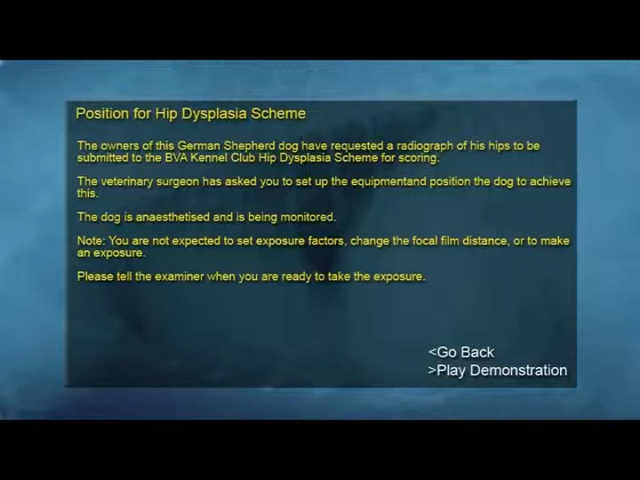 Position for Hip Dysplasia Scheme
The owners of this German Shepherd dog have requested a radiograph of his hips to be
submitted to the BVA Kennel Club Hip Dysplasia Scheme for scoring.
The veterinary surgeon has asked you to set up the equipmentand position the dog to achieve
this.
The dog is anaesthetised and is being monitored.
Note: You are not expected to set exposure factors, change the focal film distance, or to make
an exposure.
Please tell the examiner when you are ready to take the exposure.
<Go Back
>Play Demonstration